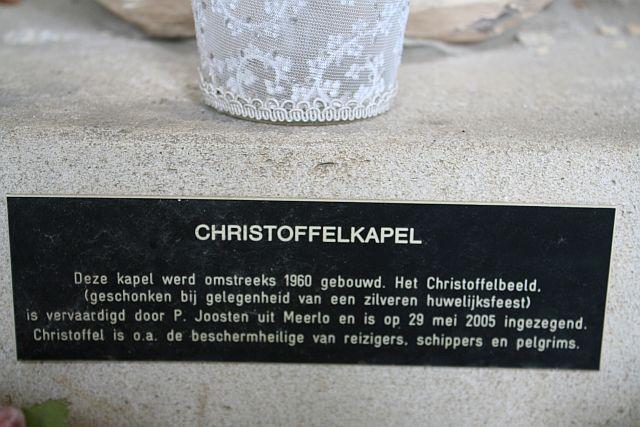 CHRISTOFFELKAPEL
Deze kapel werd omstreeks 1960 gebouwd. Het Christoffelbeeld,
(geschonken bij gelegenheid van een zilveren huwelijksfeest)
is vervaardigd door P. Joosten uit Meerlo en is op 29 mei 2005 ingezegend.
Christoffel is o.a. de beschermheilige van reizigers, schippers en pelgrims.